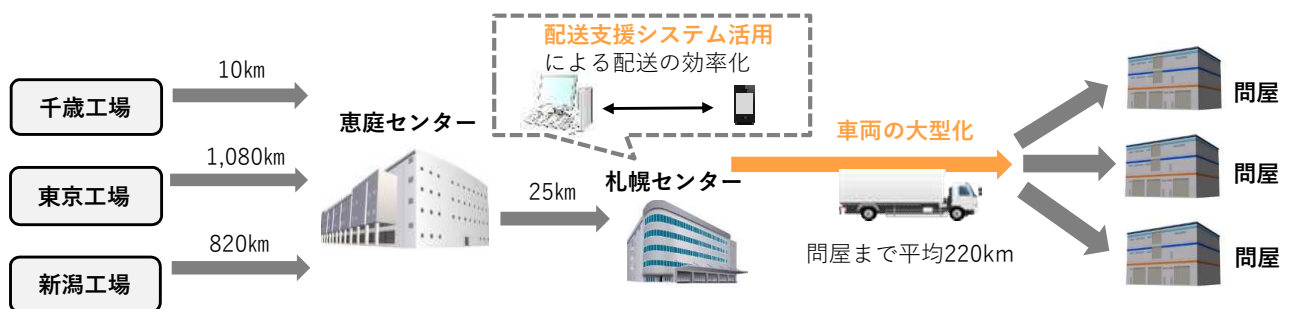 配送支援システム活用
による配送の効率化
10km
千歳工場
恵庭センター
車両の大型化
問屋
1,080km
東京工場
25km
札幌センター
問屋
820km
新潟工場
問屋まで平均220km
問屋